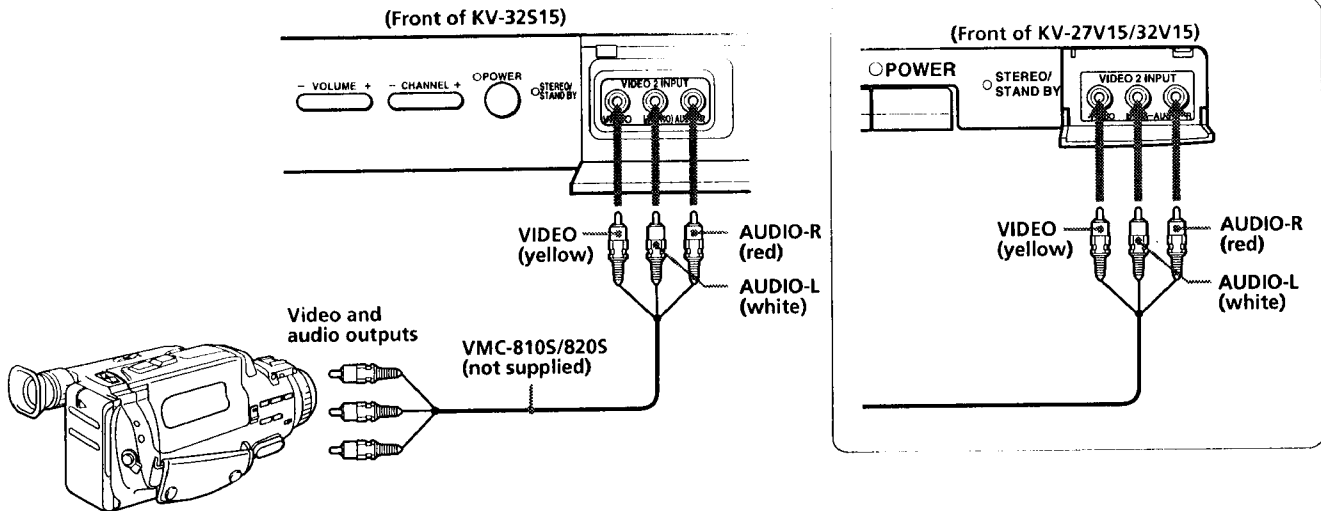 (Front of KV-32S15)
− VOLUME +
− CHANNEL +
POWER
STEREO/
STAND BY
VIDEO 2 INPUT
VIDEO
(yellow)
AUDIO-R
(red)
AUDIO-L
(white)
Video and
audio outputs
VMC-810S/820S
(not supplied)
(Front of KV-27V15/32V15)
POWER
STEREO/
STAND BY
VIDEO 2 INPUT
VIDEO
(yellow)
AUDIO-R
(red)
AUDIO-L
(white)